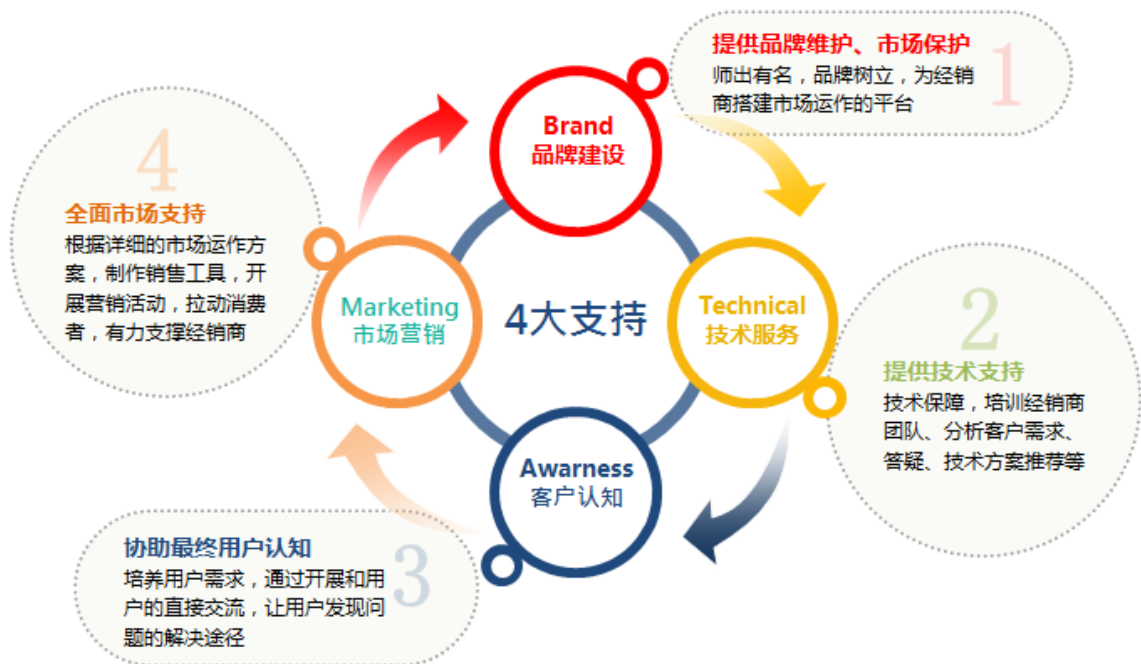 提供品牌维护、市场保护
师出有名，品牌树立，为经销
商搭建市场运作的平台
1
Brand
品牌建设
4
全面市场支持
根据详细的市场运作方
案，制作销售工具，开
展营销活动，拉动消费
者，有力支撑经销商
Marketing
市场营销
4大支持
Technical
技术服务
2
提供技术支持
技术保障，培训经销商
团队、分析客户需求、
答疑、技术方案推荐等
Awarness
客户认知
3
协助最终用户认知
培养用户需求，通过开展和用
户的直接交流，让用户发现问
题的解决途径